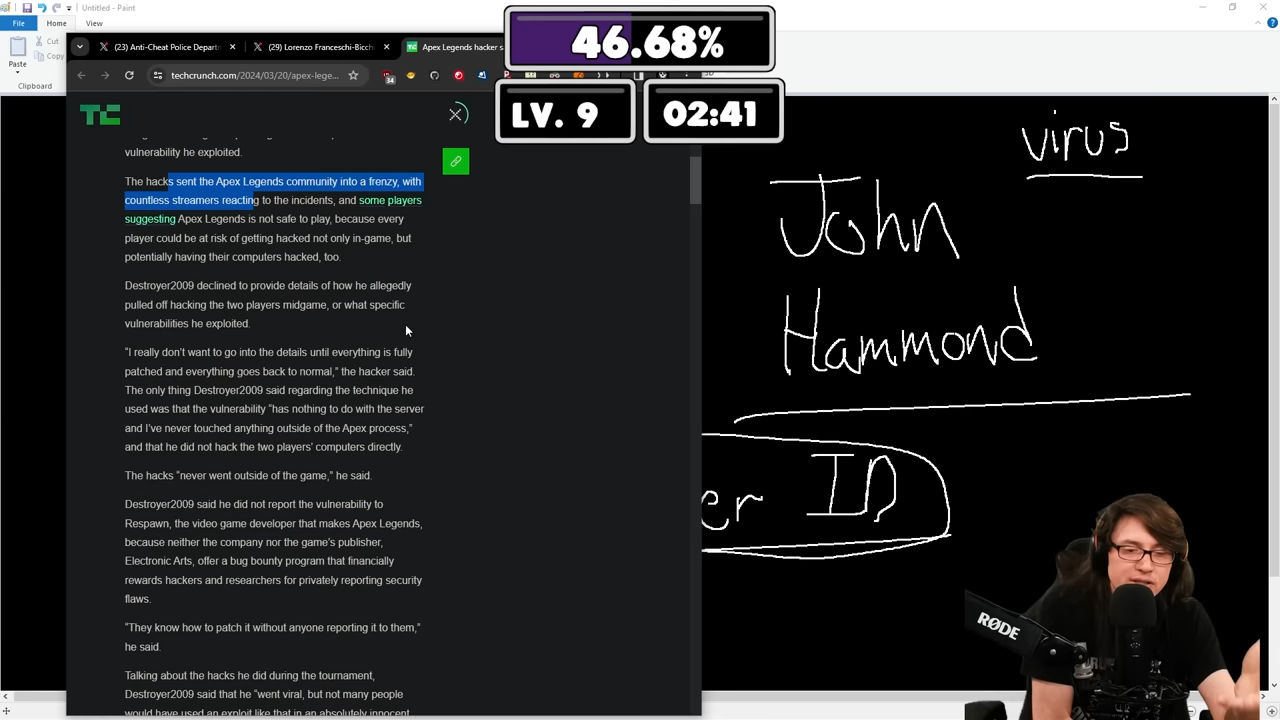 Untitled - Paint
File
Home
View
Paste
Cut
Copy
Clipboard
46.68%
LV. 9
02:41
(23) Anti-Cheat Police Depart
(29) Lorenzo Franceschi-Bicch
Apex Legends hacker s
techcrunch.com/2024/03/20/apex-lege...
34
TC
vulnerability he exploited.
The hacks sent the Apex Legends community into a frenzy, with
countless streamers reacting to the incidents, and some players
suggesting Apex Legends is not safe to play, because every
player could be at risk of getting hacked not only in-game, but
potentially having their computers hacked, too.
Destroyer2009 declined to provide details of how he allegedly
pulled off hacking the two players midgame, or what specific
vulnerabilities he exploited.
“I really don’t want to go into the details until everything is fully
patched and everything goes back to normal,” the hacker said.
The only thing Destroyer2009 said regarding the technique he
used was that the vulnerability “has nothing to do with the server
and I’ve never touched anything outside of the Apex process,”
and that he did not hack the two players’ computers directly.
The hacks “never went outside of the game,” he said.
Destroyer2009 said he did not report the vulnerability to
Respawn, the video game developer that makes Apex Legends,
because neither the company nor the game’s publisher,
Electronic Arts, offer a bug bounty program that financially
rewards hackers and researchers for privately reporting security
flaws.
“They know how to patch it without anyone reporting it to them,”
he said.
Talking about the hacks he did during the tournament,
Destroyer2009 said that he “went viral, but not many people
would have used an exploit like that in an absolutely innocent
virus
John
Hammond
er ID
RØDE